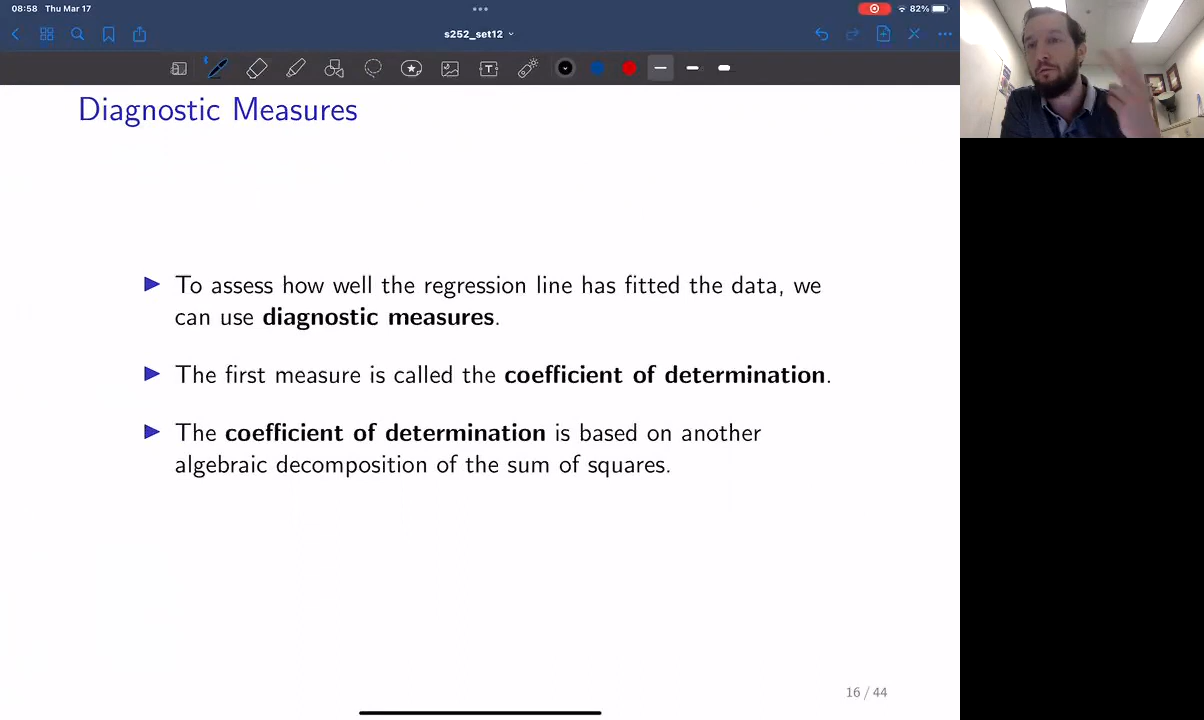 08:58 Thu Mar 17
82%
s252_set12
T
Diagnostic Measures
To assess how well the regression line has fitted the data, we
can use diagnostic measures.
The first measure is called the coefficient of determination.
The coefficient of determination is based on another
algebraic decomposition of the sum of squares.
16 / 44